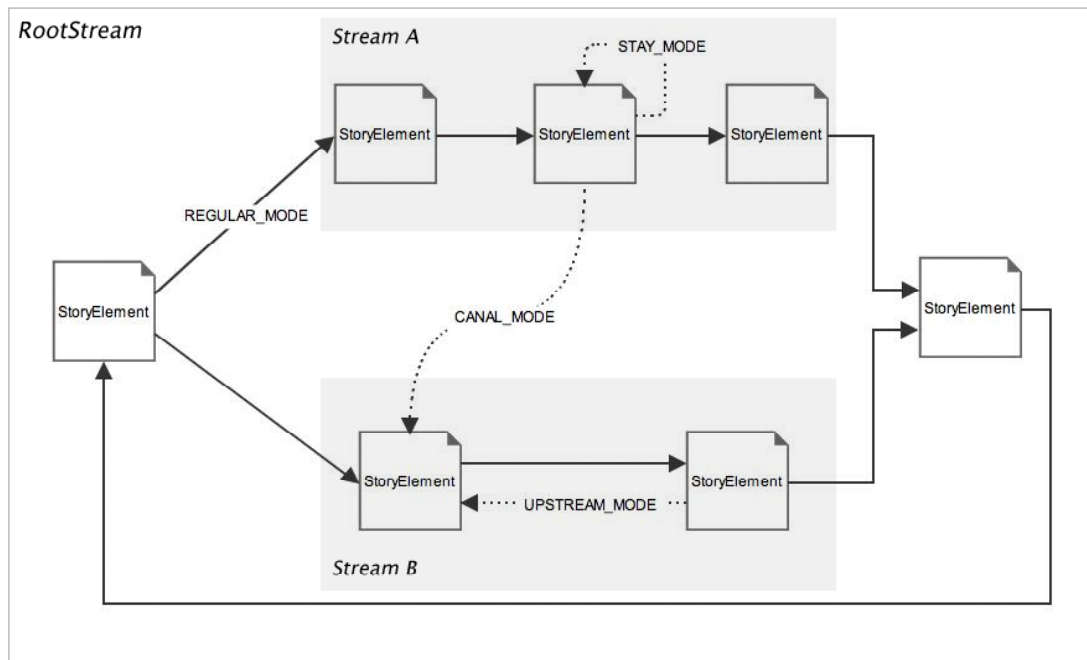 RootStream
Stream A
STAY_MODE
StoryElement
StoryElement
StoryElement
REGULAR_MODE
StoryElement
StoryElement
CANAL_MODE
StoryElement
StoryElement
UPSTREAM_MODE
Stream B